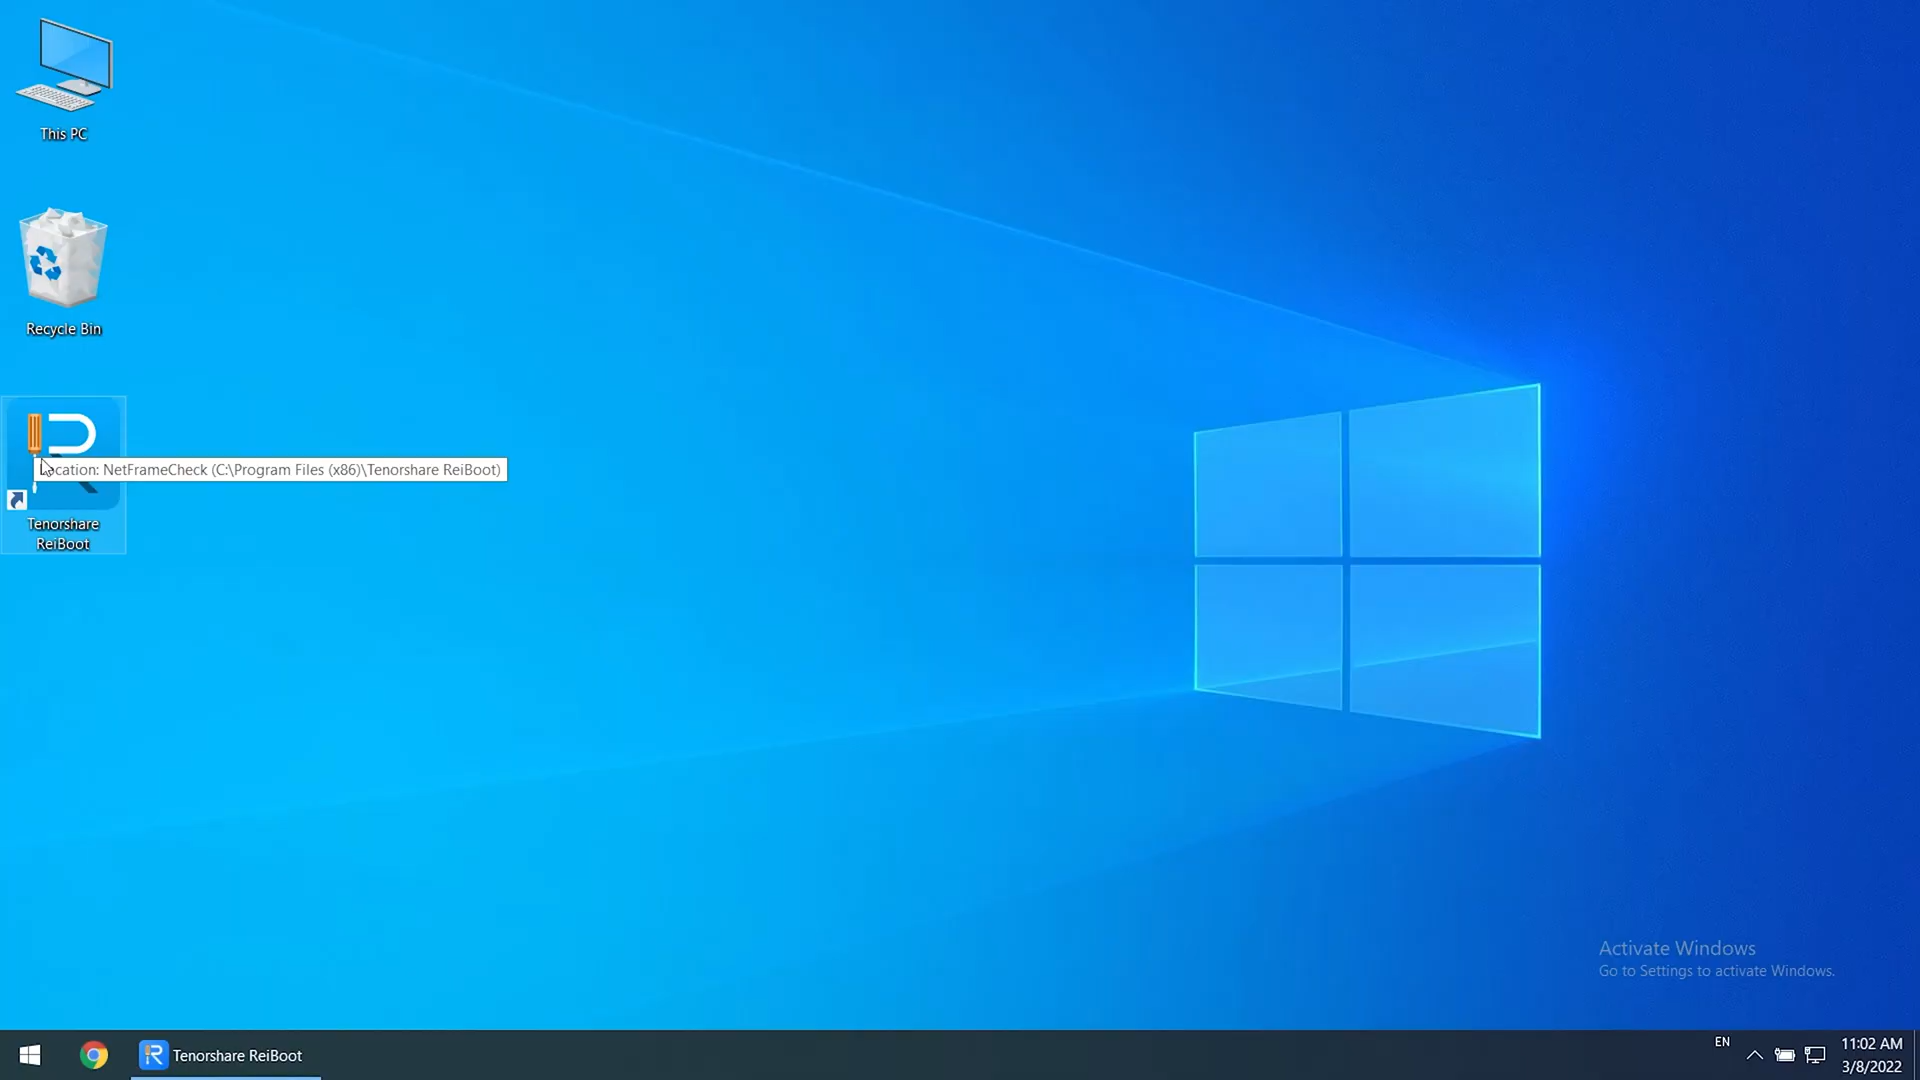 This PC
Recycle Bin
Location: NetFrameCheck (C:\Program Files (x86)\Tenorshare ReiBoot)
Tenorshare
ReiBoot
Activate Windows
Go to Settings to activate Windows.
Tenorshare ReiBoot
EN
11:02 AM
3/8/2022